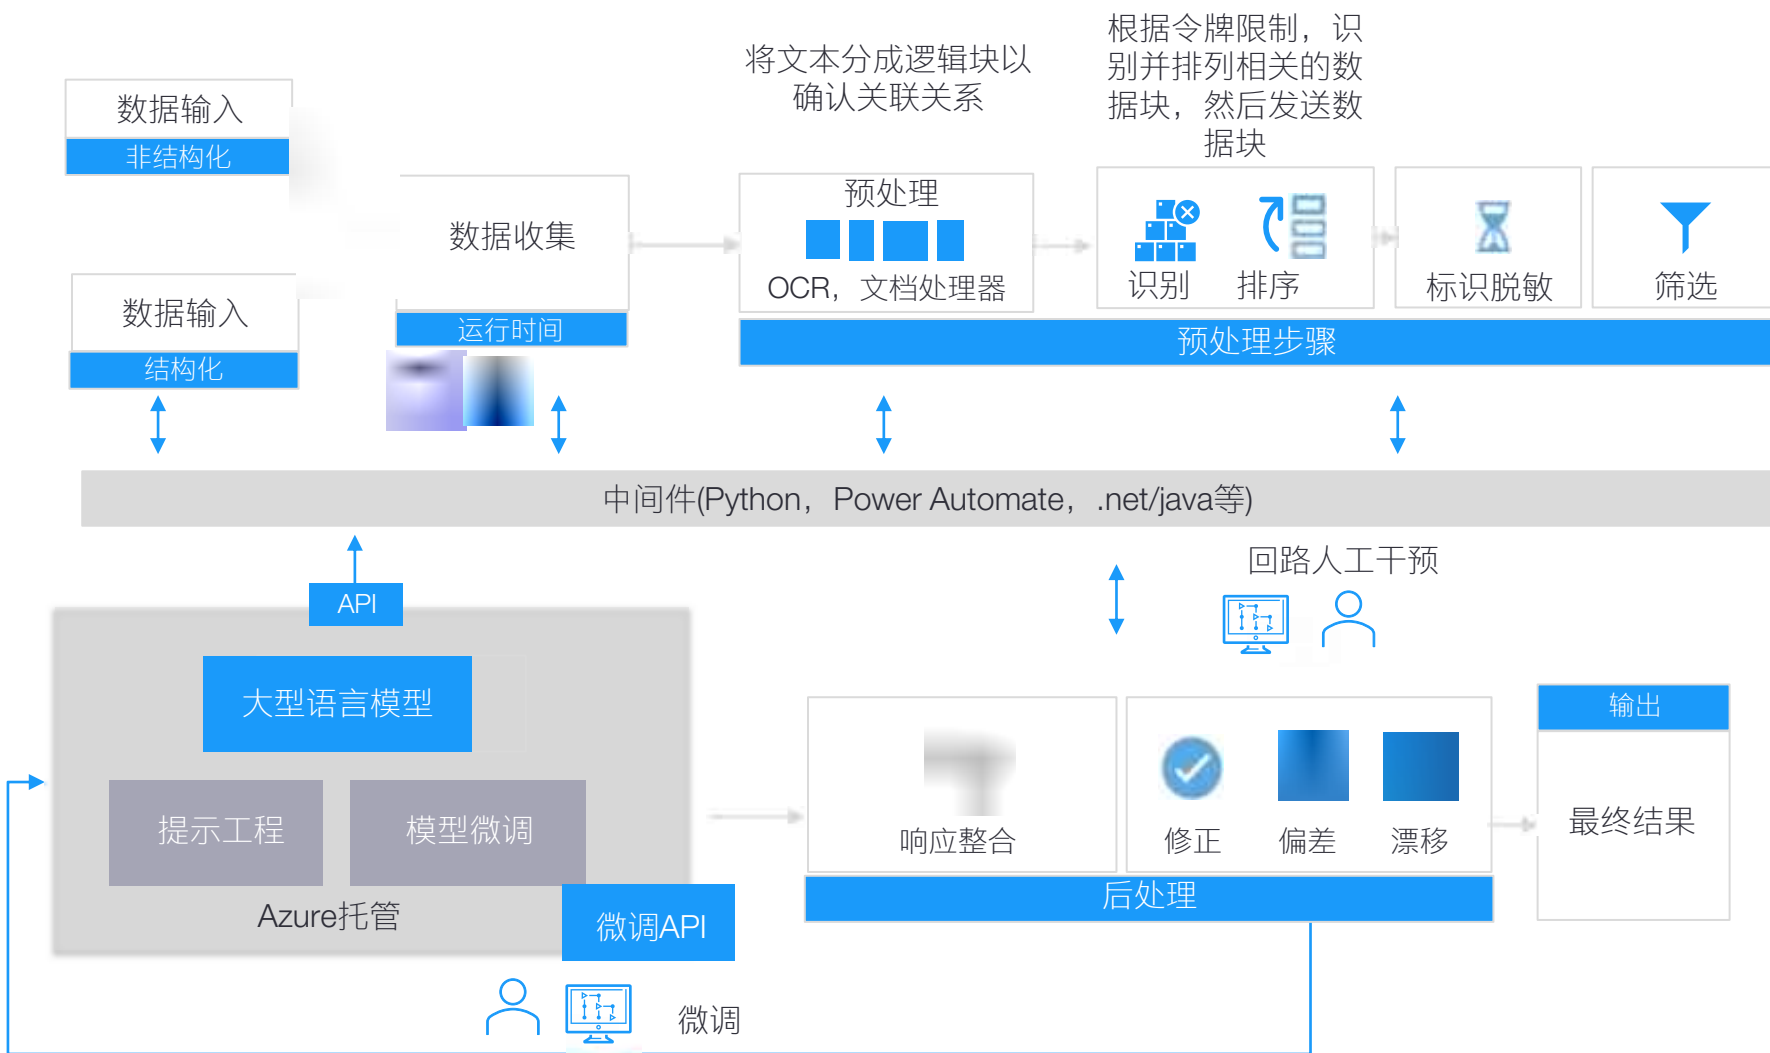 将文本分成逻辑块以
确认关联关系
根据令牌限制，识
别并排列相关的数
据块，然后发送数
据块
数据输入
非结构化
数据输入
结构化
数据收集
运行时间
预处理
OCR，文档处理器
识别
排序
标识脱敏
筛选
预处理步骤
中间件(Python，Power Automate，.net/java等)
回路人工干预
API
大型语言模型
提示工程
模型微调
Azure托管
微调API
微调
响应整合
修正
偏差
漂移
后处理
输出
最终结果